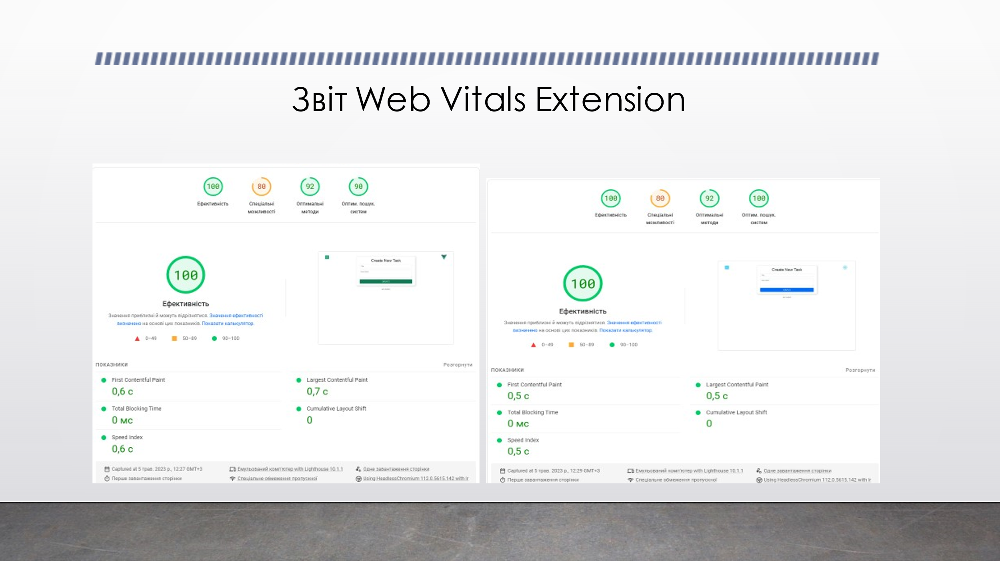 Звіт Web Vitals Extension
100
80
92
90
Ефективність
Спеціальні
можливості
Оптимальні
методи
Оптим. пошук.
систем
100
Ефективність
Значення приблизні й можуть відрізнятися. Значення ефективності
визначено на основі цих показників. Показати калькулятор.
0–49
50–89
90–100
Create New Task
ПОКАЗНИКИ
Розгорнути
First Contentful Paint
0,6 с
Largest Contentful Paint
0,7 с
Total Blocking Time
0 мс
Cumulative Layout Shift
0
Speed Index
0,6 с
Captured at 5 трав. 2023 р., 12:27 GMT+3
Емульований комп'ютер with Lighthouse 10.1.1
Одне завантаження сторінки
Перше завантаження сторінки
Спеціальне обмеження пропускної
Using HeadlessChromium 112.0.5615.142 with lr
100
80
92
100
Ефективність
Спеціальні
можливості
Оптимальні
методи
Оптим. пошук.
систем
100
Ефективність
Значення приблизні й можуть відрізнятися. Значення ефективності
визначено на основі цих показників. Показати калькулятор.
0–49
50–89
90–100
Create New Task
ПОКАЗНИКИ
Розгорнути
First Contentful Paint
0,5 с
Largest Contentful Paint
0,5 с
Total Blocking Time
0 мс
Cumulative Layout Shift
0
Speed Index
0,5 с
Captured at 5 трав. 2023 р., 12:29 GMT+3
Емульований комп'ютер with Lighthouse 10.1.1
Одне завантаження сторінки
Перше завантаження сторінки
Спеціальне обмеження пропускної
Using HeadlessChromium 112.0.5615.142 with lr